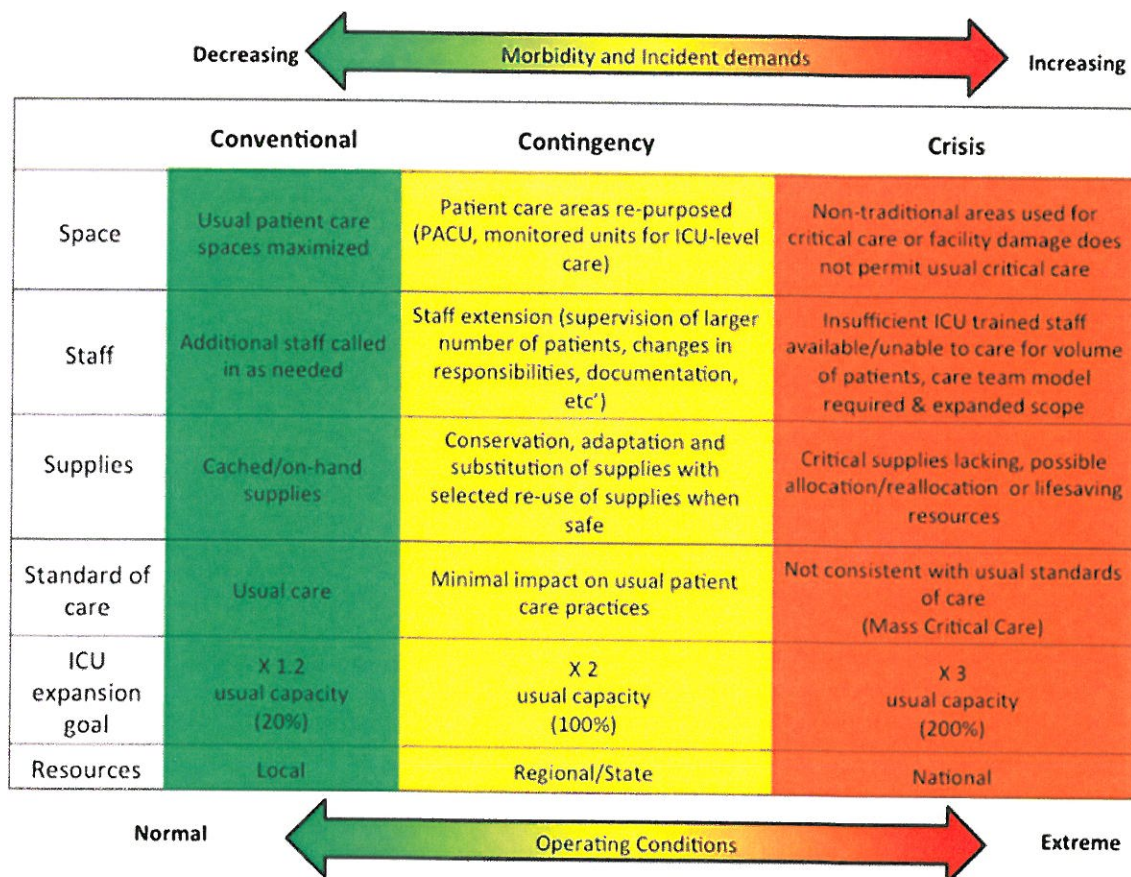 Decreasing
Morbidity and Incident demands
Increasing
Conventional
Contingency
Crisis
Space
Usual patient care
spaces maximized
Patient care areas re-purposed
(PACU, monitored units for ICU-level
care)
Non-traditional areas used for
critical care or facility damage does
not permit usual critical care
Staff
Additional staff called
in as needed
Staff extension (supervision of larger
number of patients, changes in
responsibilities, documentation,
etc')
Insufficient ICU trained staff
available/unable to care for volume
of patients, care team model
required & expanded scope
Supplies
Cached/on-hand
supplies
Conservation, adaptation and
substitution of supplies with
selected re-use of supplies when
safe
Critical supplies lacking, possible
allocation/reallocation or lifesaving
resources
Standard of
care
Usual care
Minimal impact on usual patient
care practices
Not consistent with usual standards
of care
(Mass Critical Care)
ICU
expansion
goal
X 1.2
usual capacity
(20%)
X 2
usual capacity
(100%)
X 3
usual capacity
(200%)
Resources
Local
Regional/State
National
Normal
Operating Conditions
Extreme